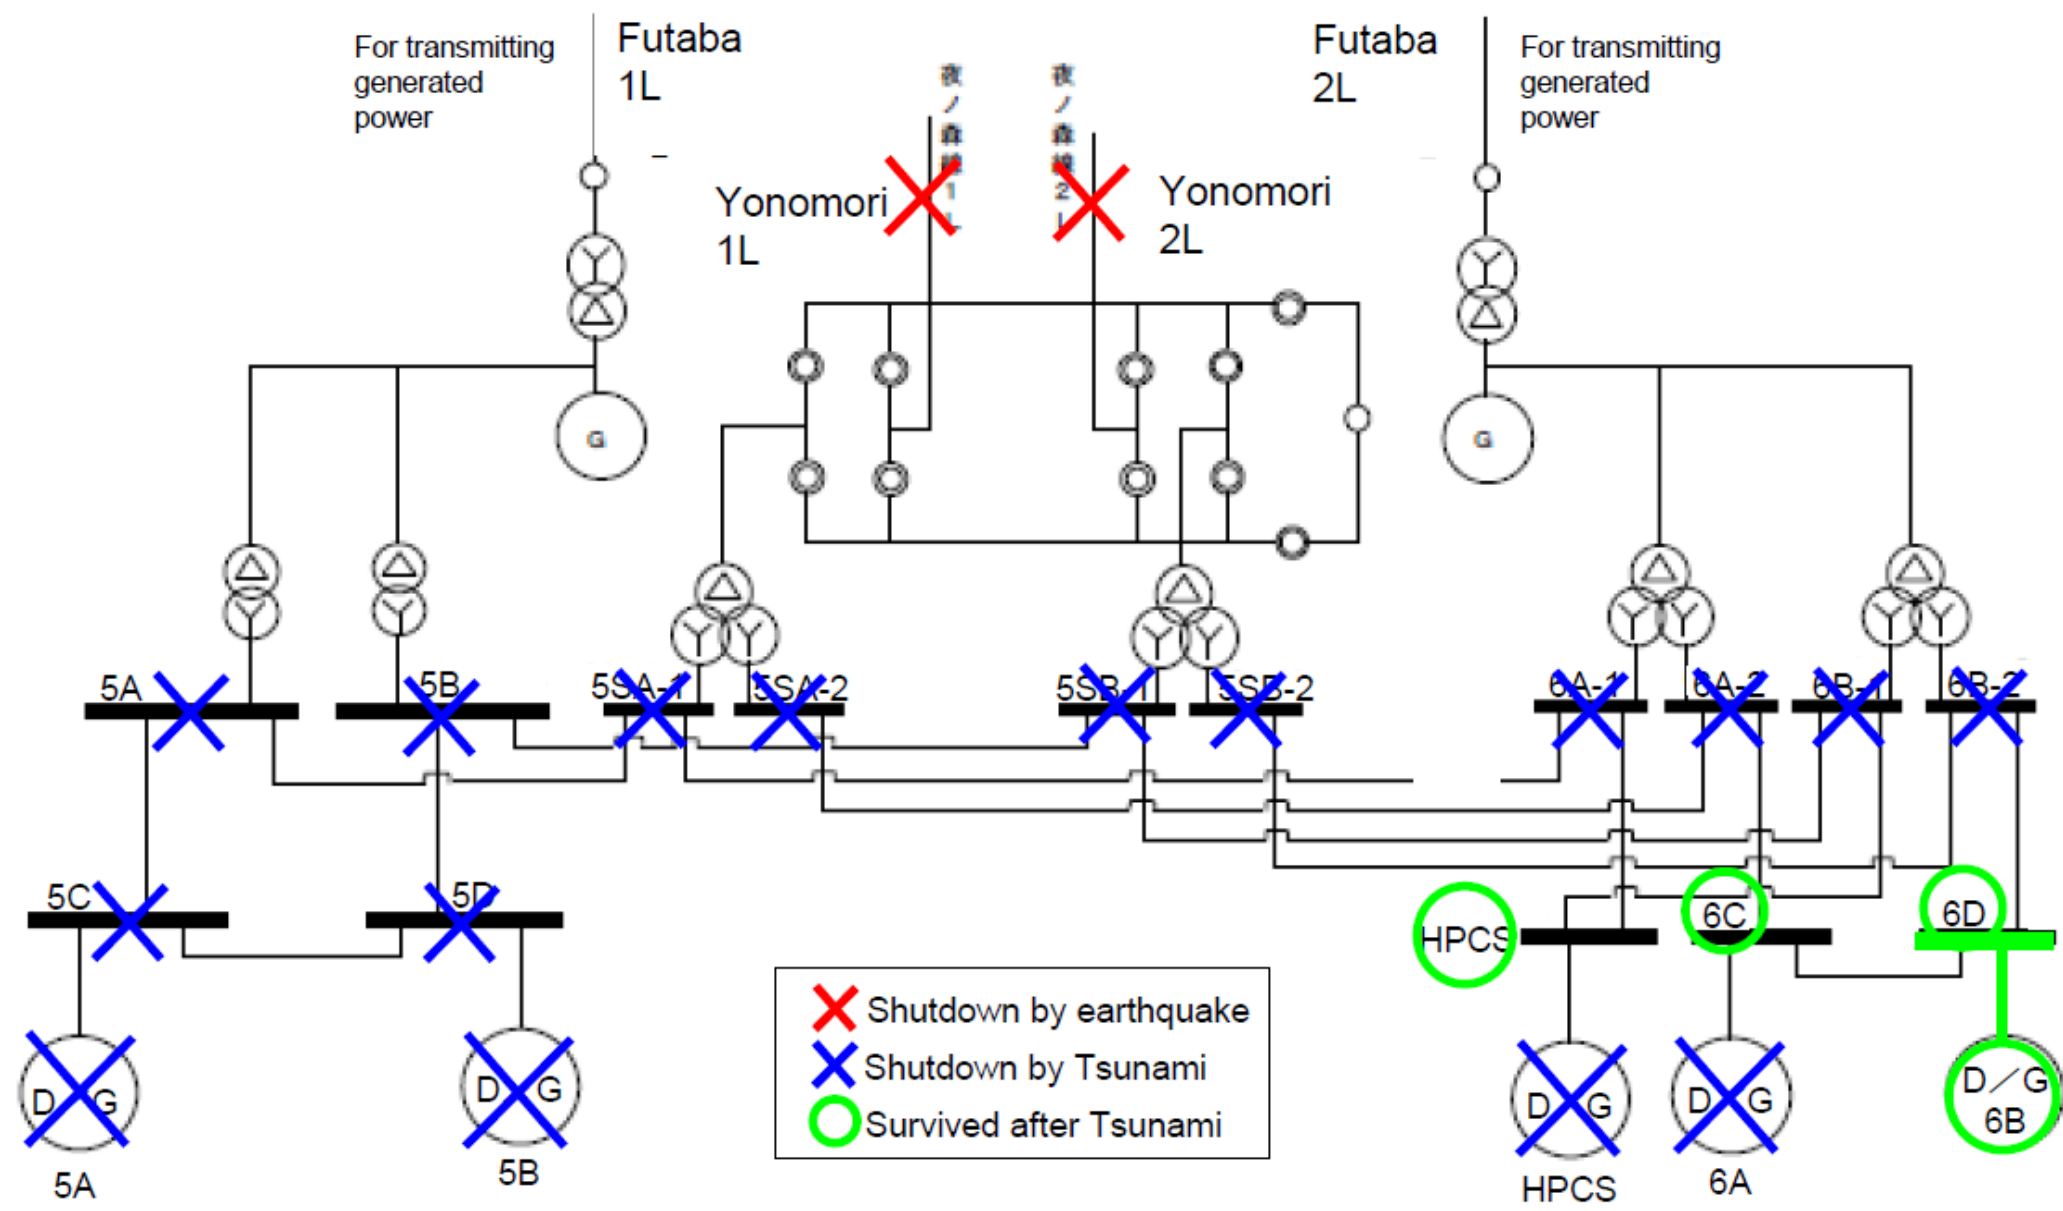 For transmitting
generated
power
Futaba
1L
夜ノ森線1L
夜ノ森線2L
Futaba
2L
For transmitting
generated
power
Yonomori
1L
Yonomori
2L
G
G
5A
5B
5SA-1
5SA-2
5SB-1
5SB-2
6A-1
6A-2
6B-1
6B-2
5C
5D
HPCS
6C
6D
Shutdown by earthquake
Shutdown by Tsunami
Survived after Tsunami
D G
5A
D G
5B
D G
HPCS
D G
6A
D/G
6B